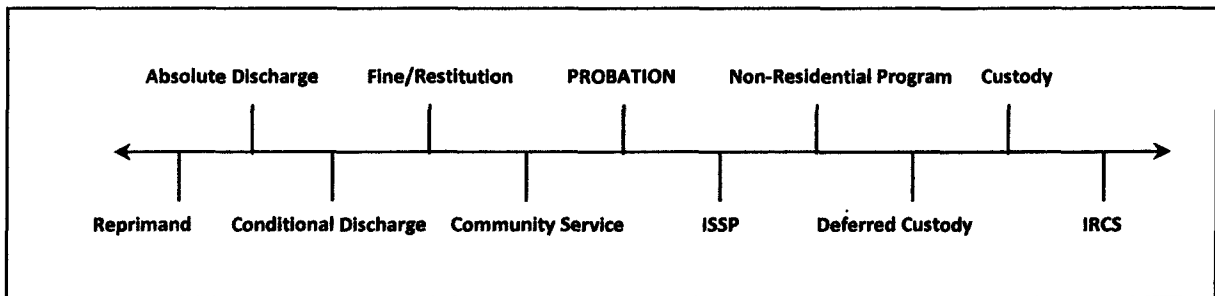 Absolute Discharge Fine/Restitution PROBATION Non-Residential Program Custody
Reprimand Conditional Discharge Community Service ISSP Deferred Custody IRCS